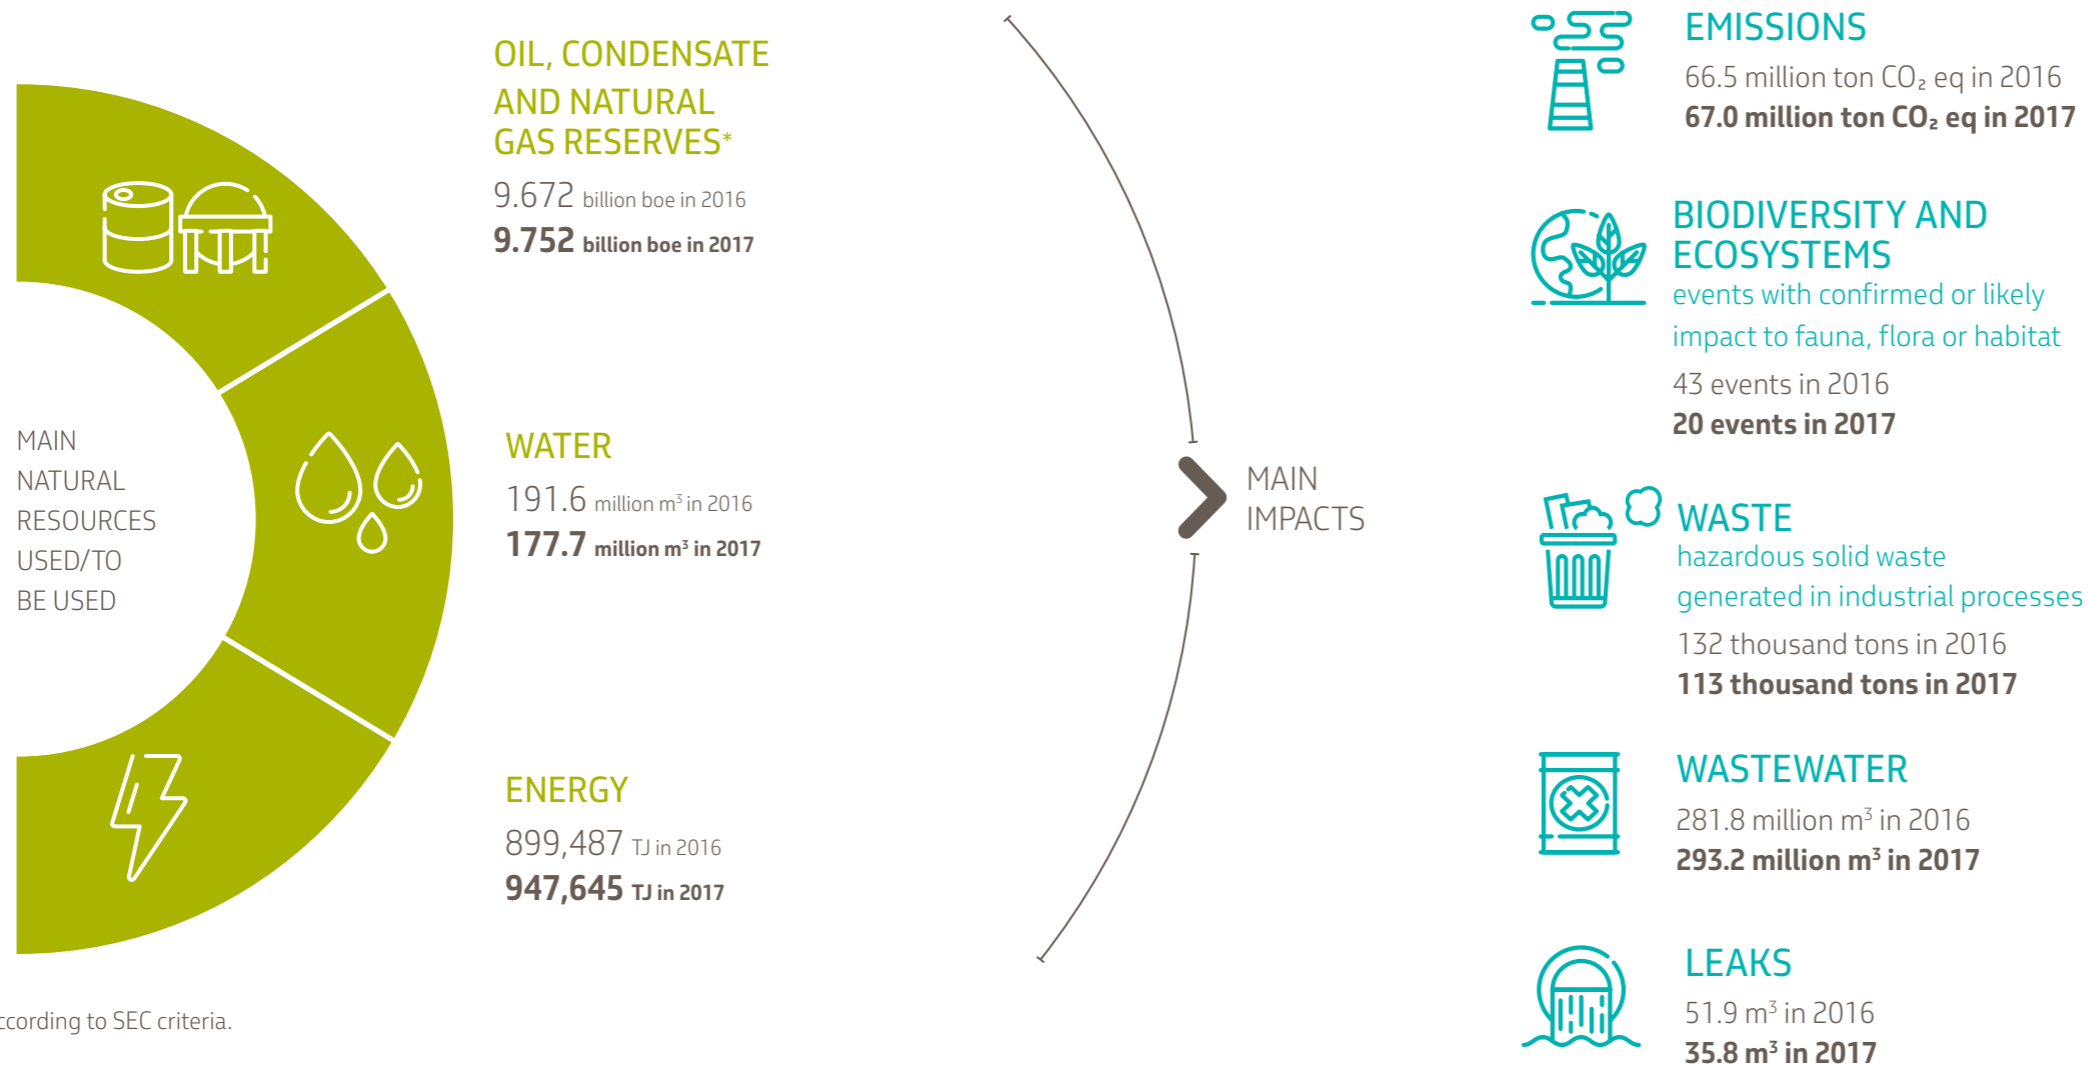 MAIN
NATURAL
RESOURCES
USED/TO
BE USED
OIL, CONDENSATE
AND NATURAL
GAS RESERVES*
9.672 billion boe in 2016
9.752 billion boe in 2017
WATER
191.6 million m³ in 2016
177.7 million m³ in 2017
ENERGY
899,487 TJ in 2016
947,645 TJ in 2017
to SEC criteria.
MAIN
IMPACTS
EMISSIONS
66.5 million ton CO₂ eq in 2016
67.0 million ton CO₂ eq in 2017
BIODIVERSITY AND
ECOSYSTEMS
events with confirmed or likely
impact to fauna, flora or habitat
43 events in 2016
20 events in 2017
WASTE
hazardous solid waste
generated in industrial processes
132 thousand tons in 2016
113 thousand tons in 2017
WASTEWATER
281.8 million m³ in 2016
293.2 million m³ in 2017
LEAKS
51.9 m³ in 2016
35.8 m³ in 2017